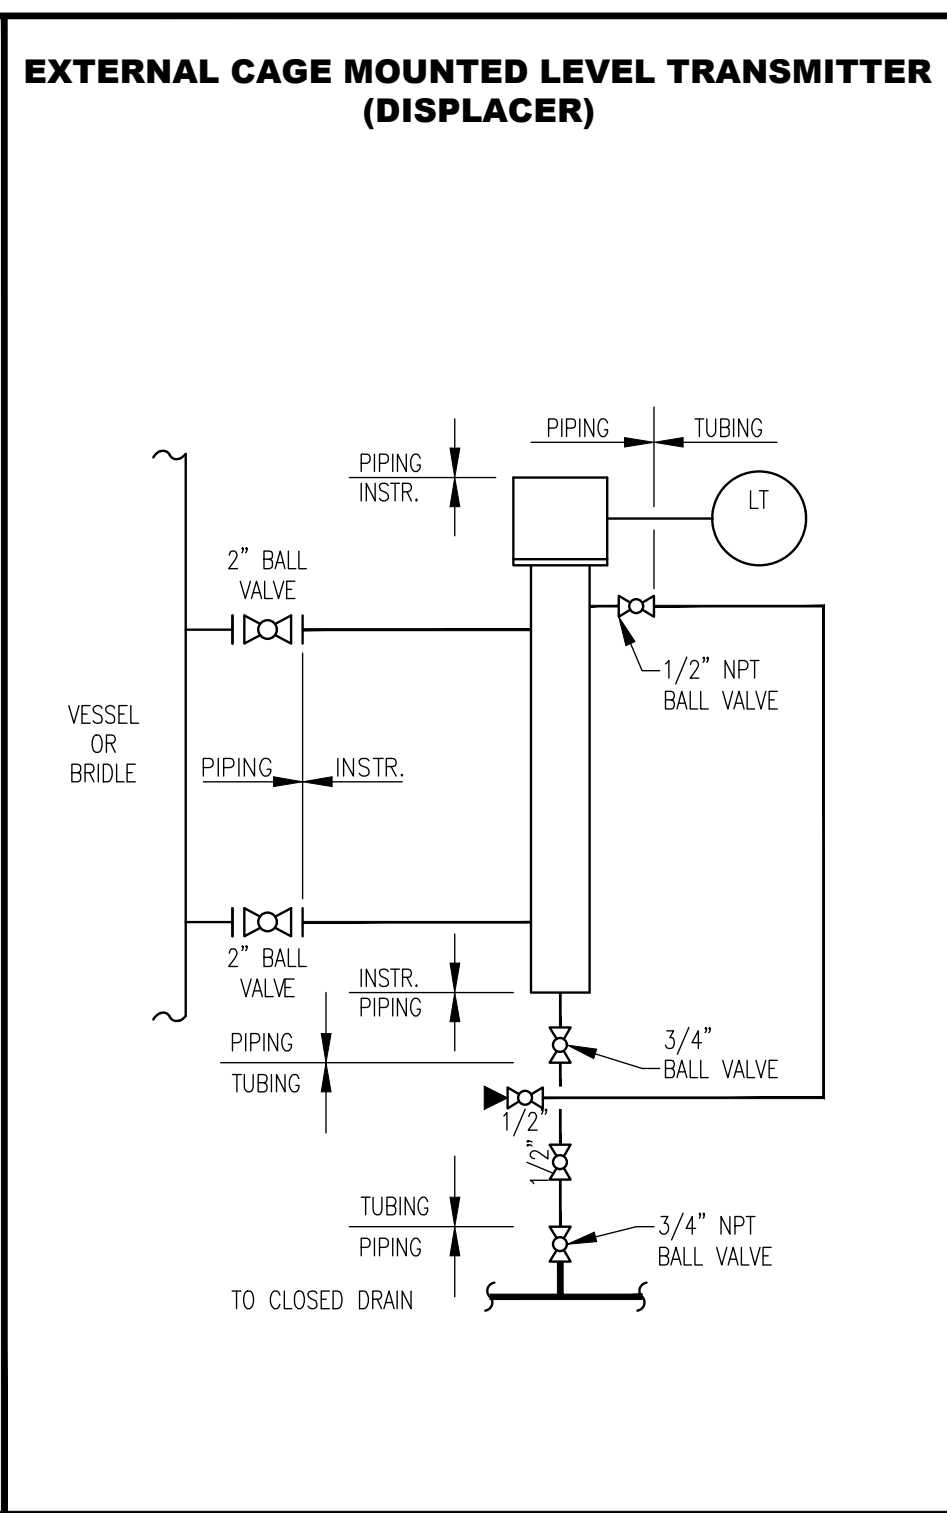 EXTERNAL CAGE MOUNTED LEVEL TRANSMITTER
(DISPLACER)
PIPING
TUBING
PIPING
INSTR.
LT
2” BALL
VALVE
1/2” NPT
BALL VALVE
VESSEL
OR
BRIDLE
PIPING
INSTR.
2” BALL
VALVE
INSTR.
PIPING
PIPING
TUBING
3/4”
BALL VALVE
1/2”
1/2”
TUBING
PIPING
3/4” NPT
BALL VALVE
TO CLOSED DRAIN